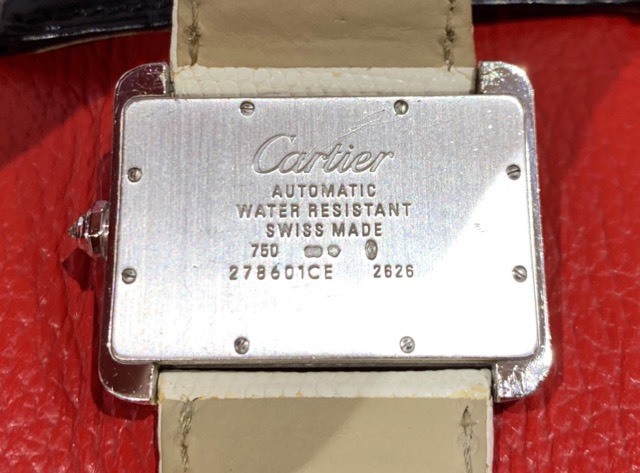 Cartier
AUTOMATIC
WATER RESISTANT
SWISS MADE
750
278601CE 2626